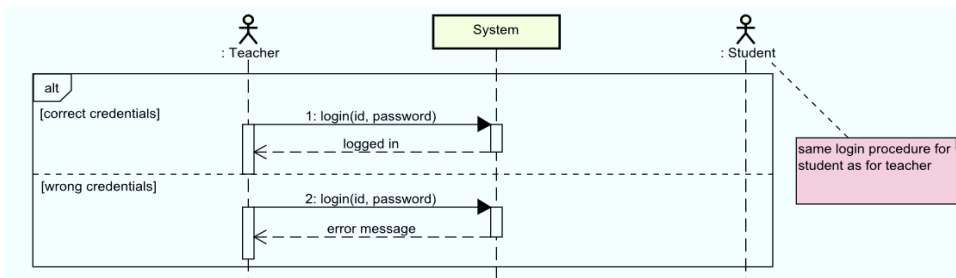 System
: Teacher
: Student
alt
[correct credentials]
1: login(id, password)
logged in
same login procedure for
student as for teacher
[wrong credentials]
2: login(id, password)
error message